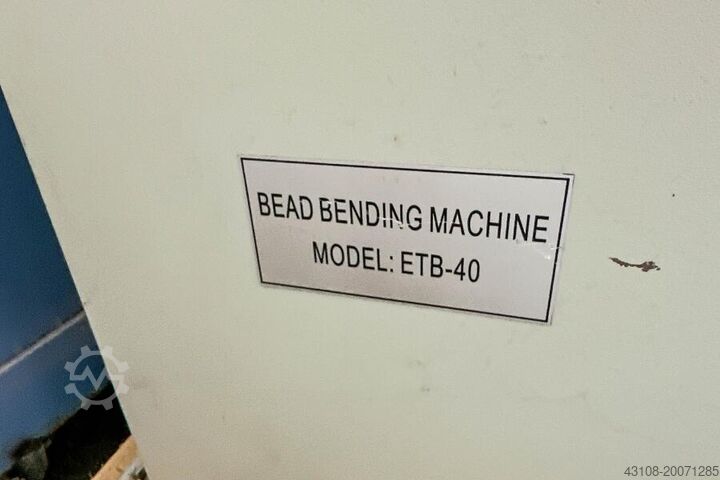 BEAD BENDING MACHINE
MODEL: ETB-40
43108-20071285